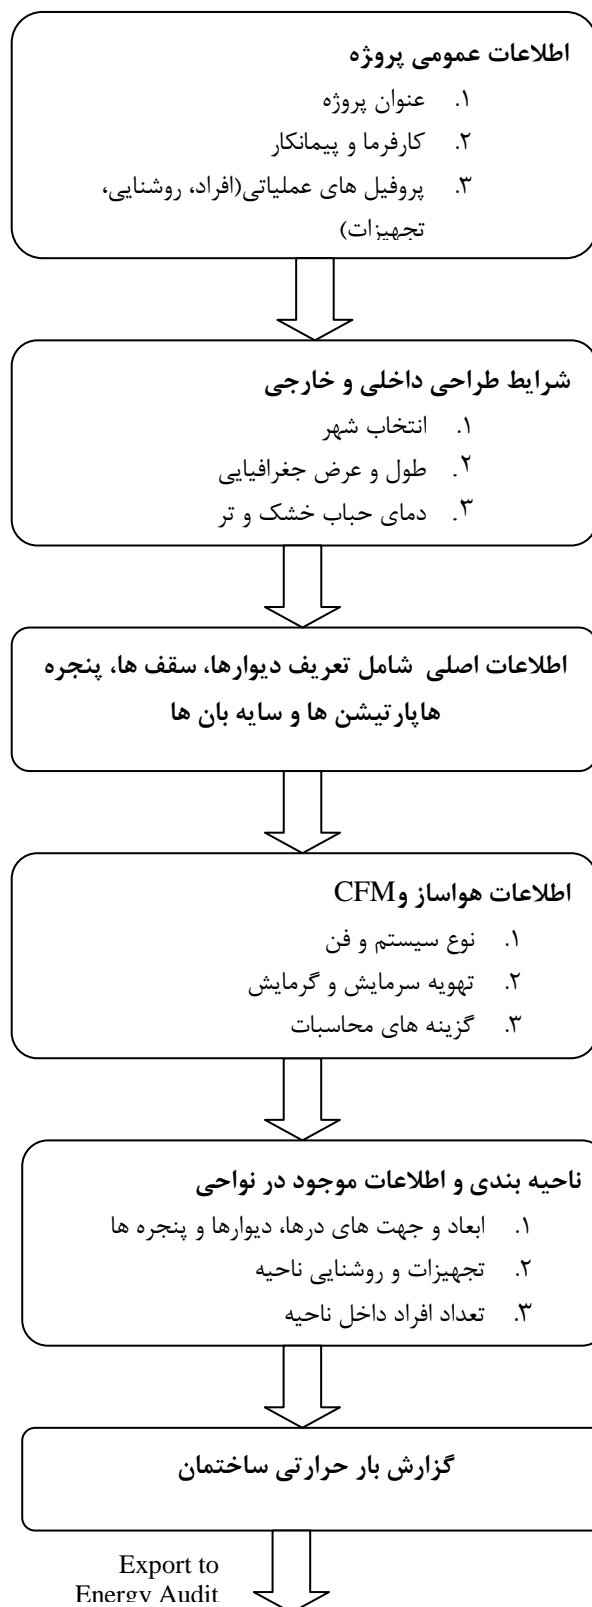 اطلاعات عمومی پروژه
۱. عنوان پروژه
۲. کارفرما و پیمانکار
۳. پروفیل های عملیاتی(افراد، روشنایی،
تجهیزات)
شرایط طراحی داخلی و خارجی
۱. انتخاب شهر
۲. طول و عرض جغرافیایی
۳. دمای حباب خشک و تر
اطلاعات اصلی شامل تعریف دیوارها، سقف ها، پنجره
هاپارتیشن ها و سایه بان ها
اطلاعات هواساز وCFM
۱. نوع سیستم و فن
۲. تهویه سرمایش و گرمایش
۳. گزینه های محاسبات
ناحیه بندی و اطلاعات موجود در نواحی
۱. ابعاد و جهت های درها، دیوارها و پنجره ها
۲. تجهیزات و روشنایی ناحیه
۳. تعداد افراد داخل ناحیه
گزارش بار حرارتی ساختمان
Export to
Energy Audit